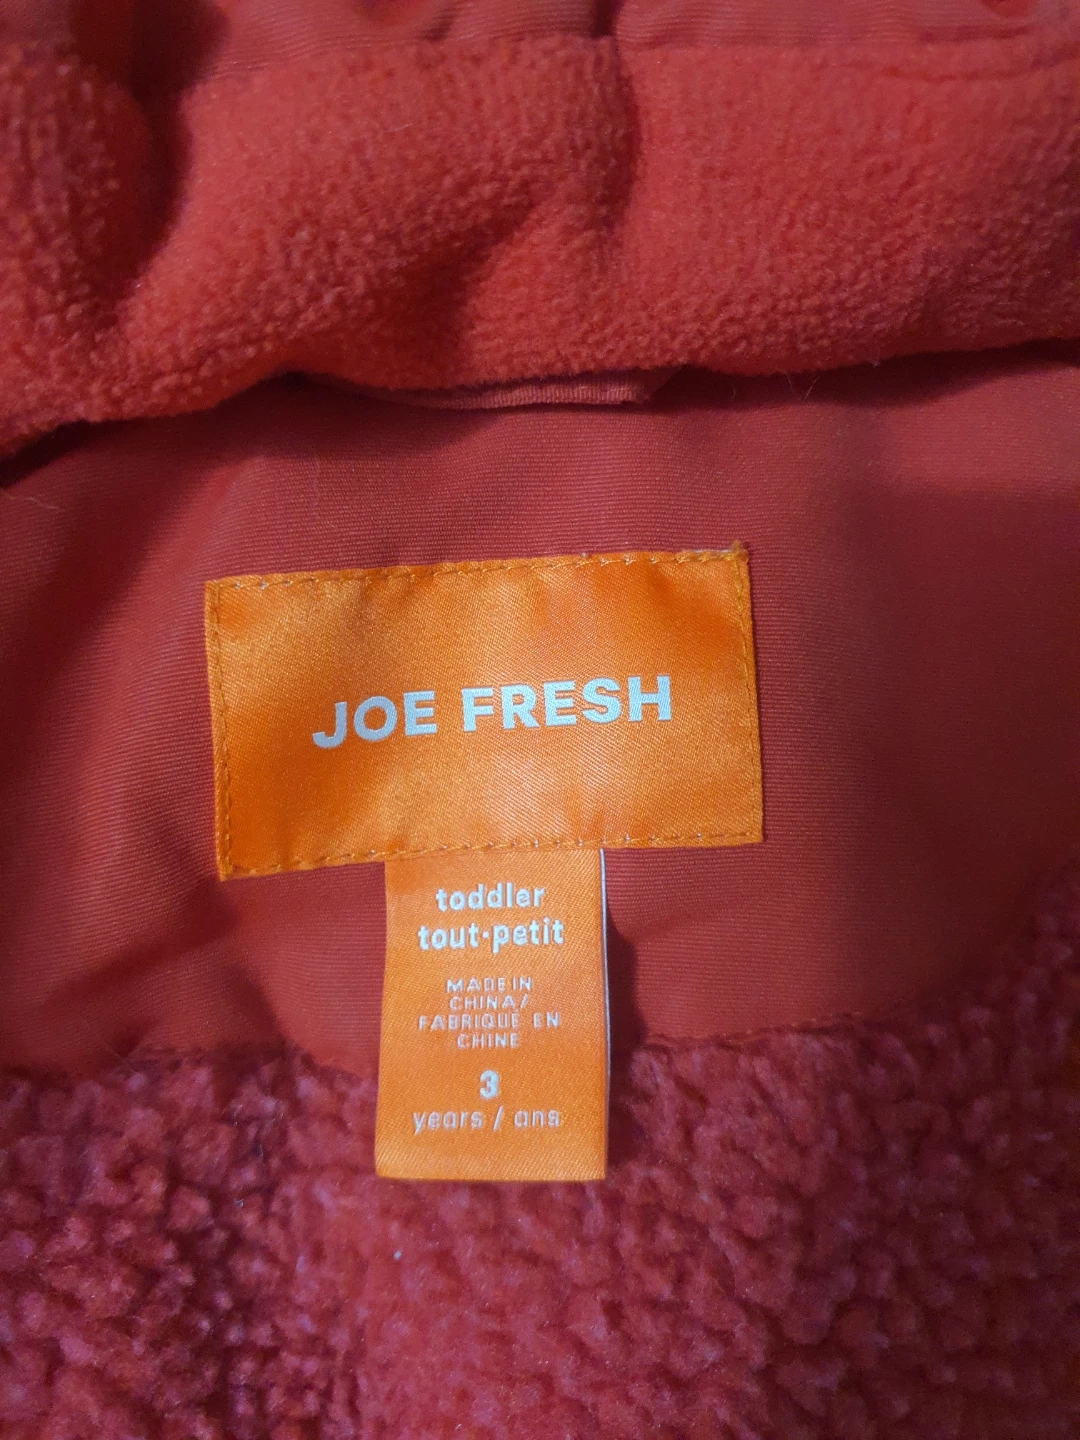 JOE FRESH
toddler
tout·petit
MADE IN
CHINA/
FABRIQUE EN
CHINE
3
years / ans